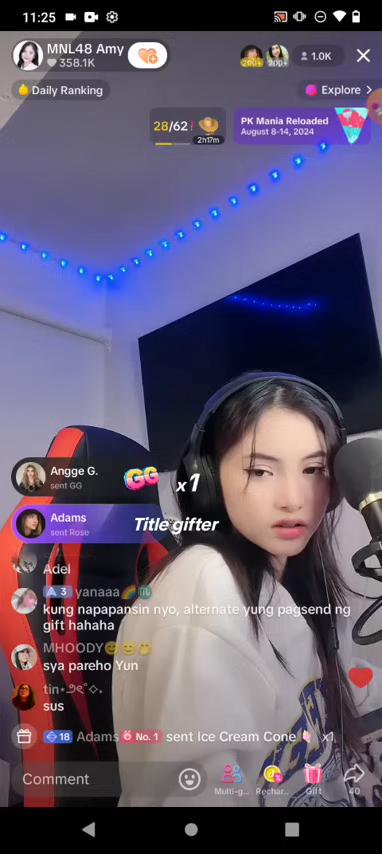 11:25
MNL48 Amy
358.1K
200+
200+
1.0K
Daily Ranking
Explore
28/62
2h17m
PK Mania Reloaded
August 8-14, 2024
Angge G.
sent GG
GG
x1
Adams
sent Rose
Title gifter
Adel
3 yanaaa🌈♏
kung napapansin nyo, alternate yung pagsend ng
gift hahaha
MHOODY
sya pareho Yun
tin
sus
18 Adams No. 1 sent Ice Cream Cone x1
Comment
Multi-g...
Rechar...
Gift
40